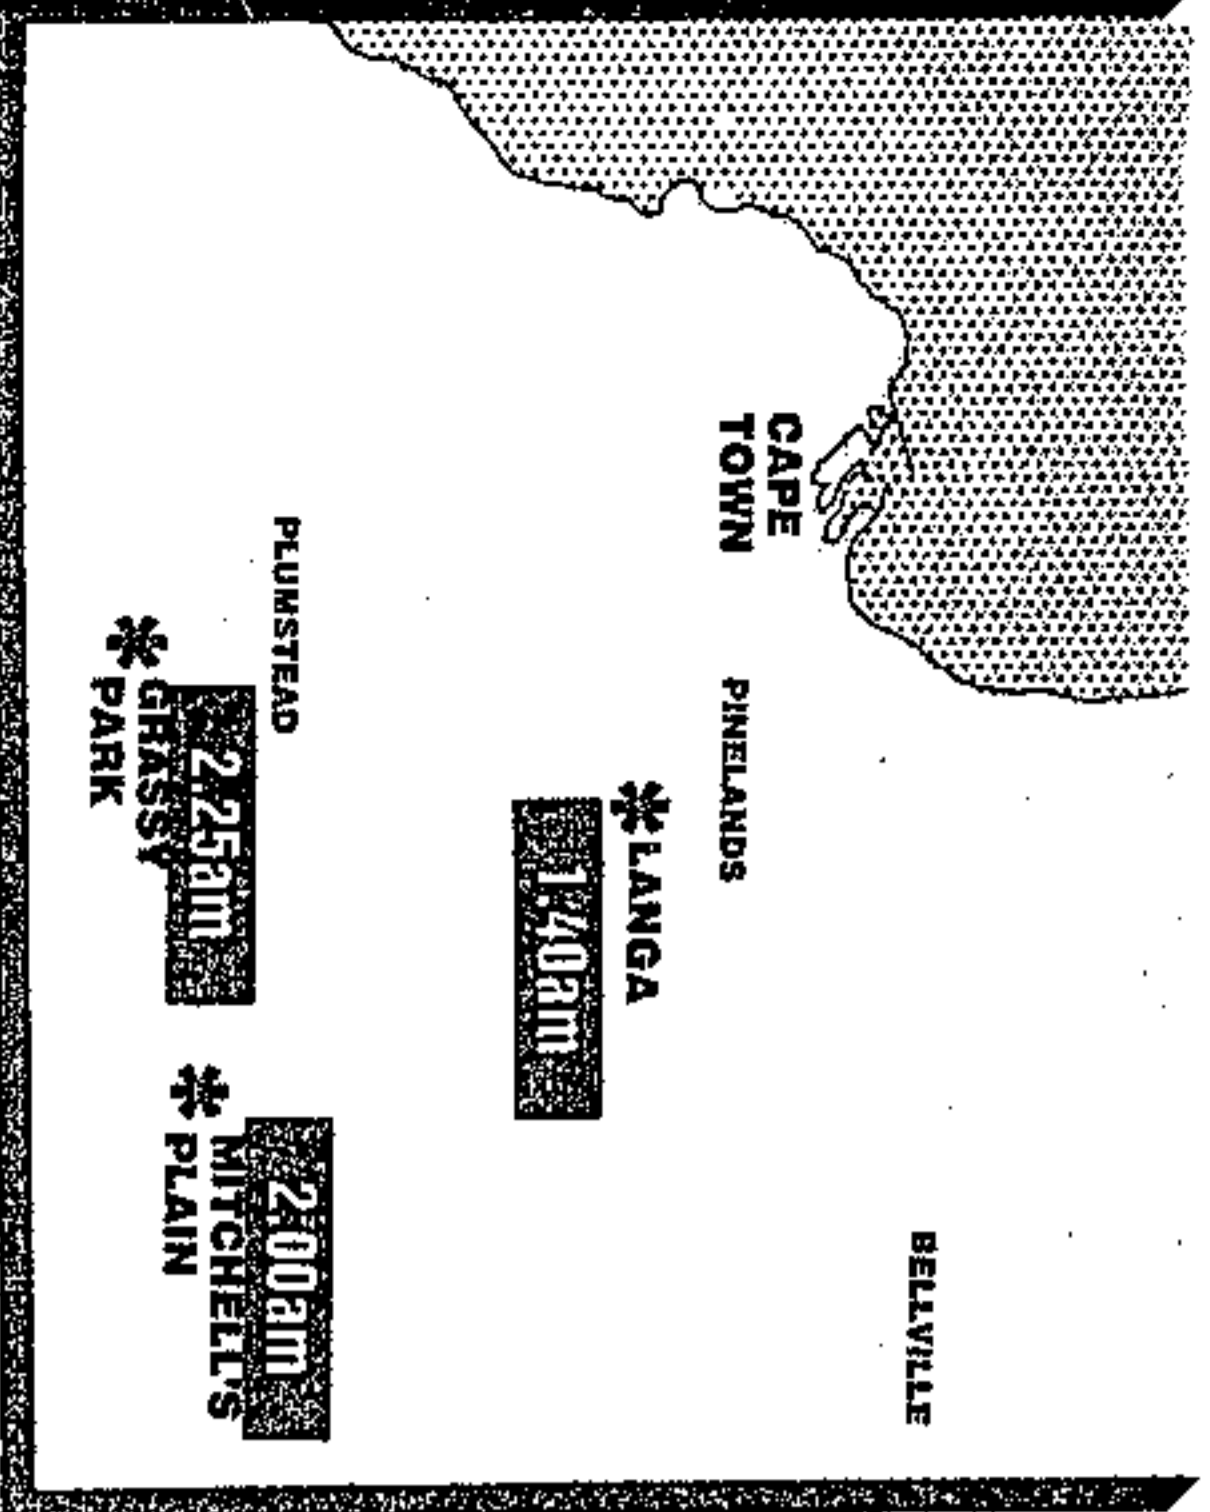 CAPE
TOWN
BELLVILLE
PINELANDS
LANGA
1.40am
PLUMSTEAD
2.25am
GRASSY
PARK
2.00am
MITCHELL'S
PLAIN